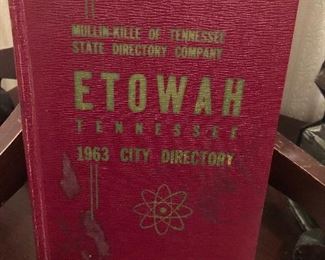 MULLIN-KILLE OF TENNESSEE
STATE DIRECTORY COMPANY
ETOWAH
TENNESSEE
1963 CITY DIRECTORY